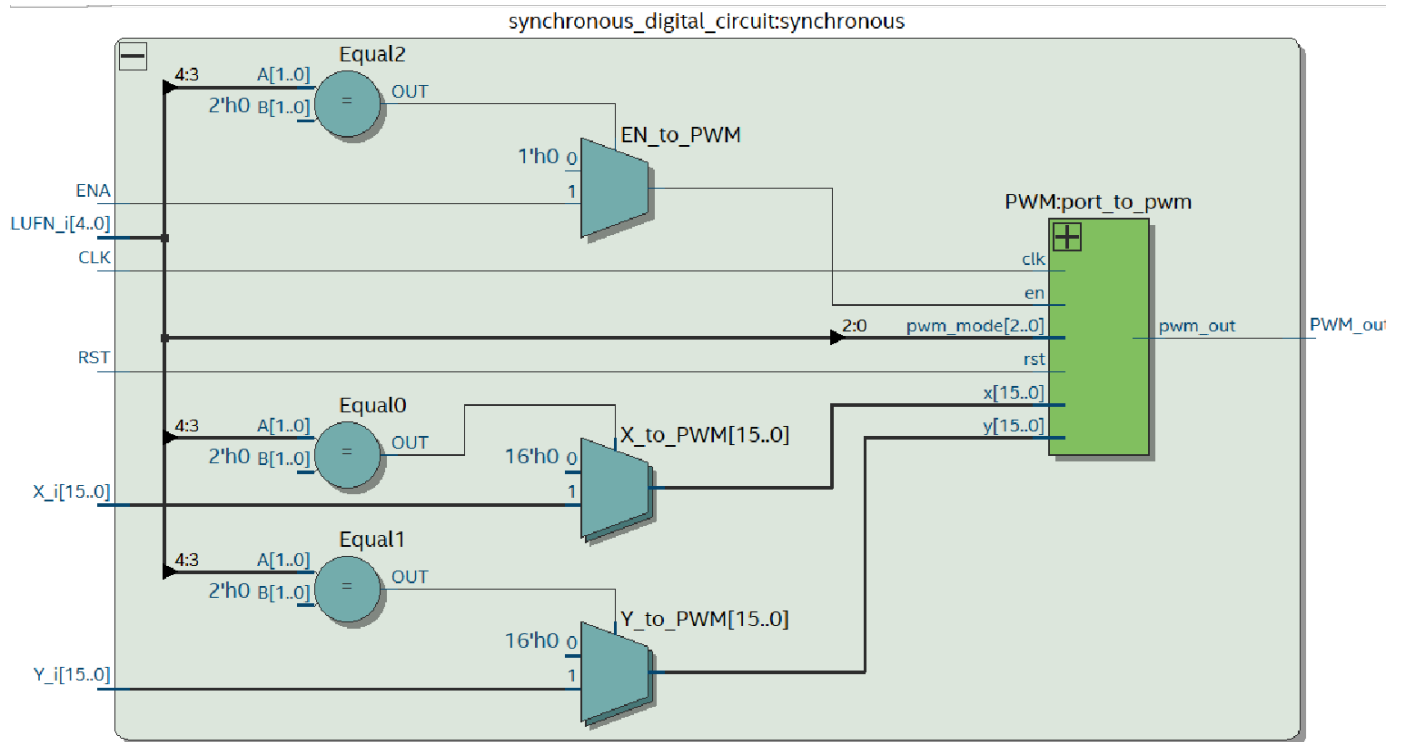 synchronous_digital_circuit:synchronous
Equal2
4:3
A[1..0]
OUT
2'h0 B[1..0]
=
EN_to_PWM
1'h0 0
ENA
1
PWM:port_to_pwm
LUFN_i[4..0]
CLK
clk
en
2:0
pwm_mode[2..0]
pwm_out
PWM_out
RST
rst
x[15..0]
Equal0
4:3
A[1..0]
OUT
y[15..0]
X_to_PWM[15..0]
2'h0 B[1..0]
=
16'h0 0
X_i[15..0]
1
Equal1
4:3
A[1..0]
OUT
2'h0 B[1..0]
=
Y_to_PWM[15..0]
16'h0 0
Y_i[15..0]
1